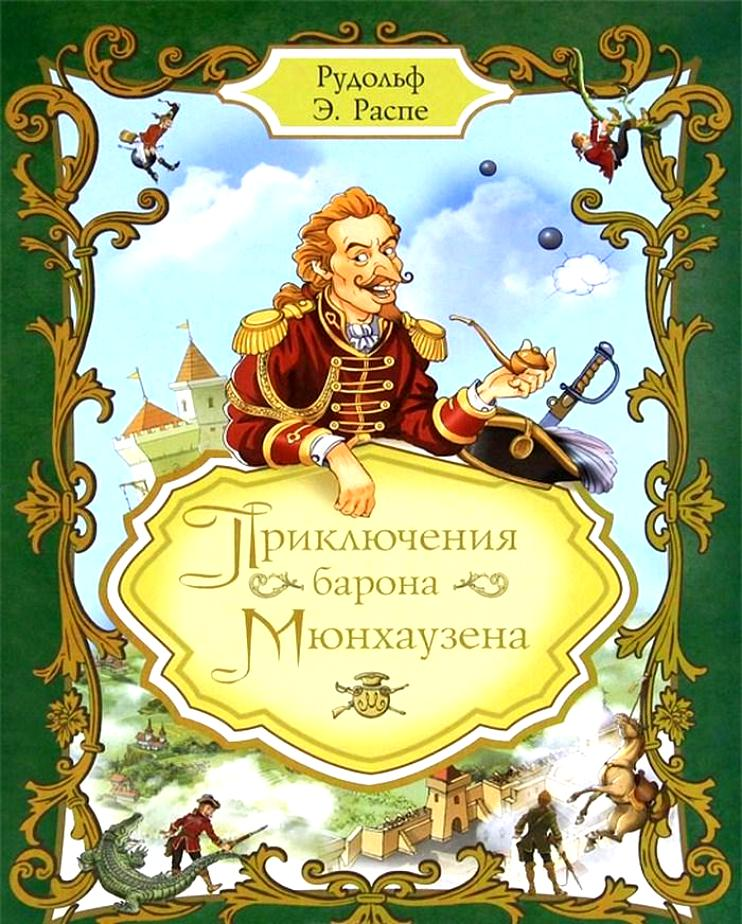 Рудольф
Э. Распе
Приключения
барона
Мюнхаузена
М